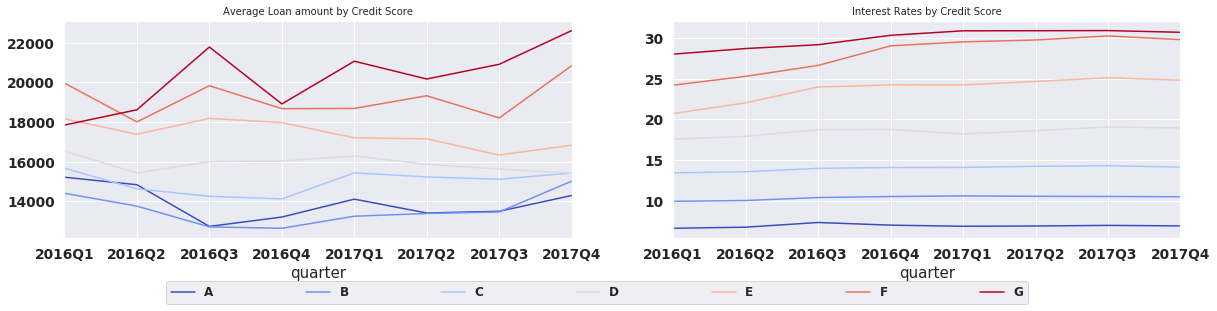 Average Loan amount by Credit Score
22000
20000
18000
16000
14000
2016Q1 2016Q2 2016Q3 2016Q4 2017Q1 2017Q2 2017Q3 2017Q4
quarter
Interest Rates by Credit Score
30
25
20
15
10
2016Q1 2016Q2 2016Q3 2016Q4 2017Q1 2017Q2 2017Q3 2017Q4
quarter
A B C D E F G